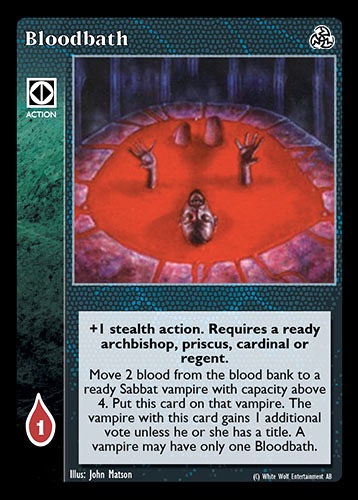 Bloodbath
ACTION
+1 stealth action. Requires a ready
archbishop, priscus, cardinal or
regent.
Move 2 blood from the blood bank to a
ready Sabbat vampire with capacity above
4. Put this card on that vampire. The
vampire with this card gains 1 additional
vote unless he or she has a title. A
vampire may have only one Bloodbath.
1
Illus: John Matson
(C) White Wolf Entertainment AB